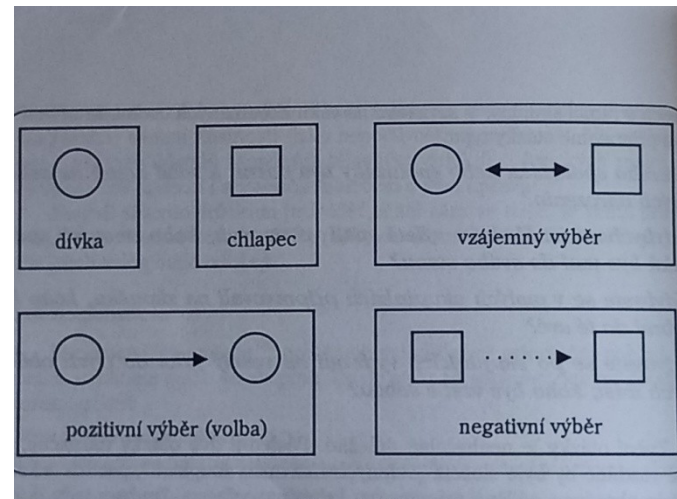 dívka
chlapec
vzájemný výběr
pozitivní výběr (volba)
negativní výběr